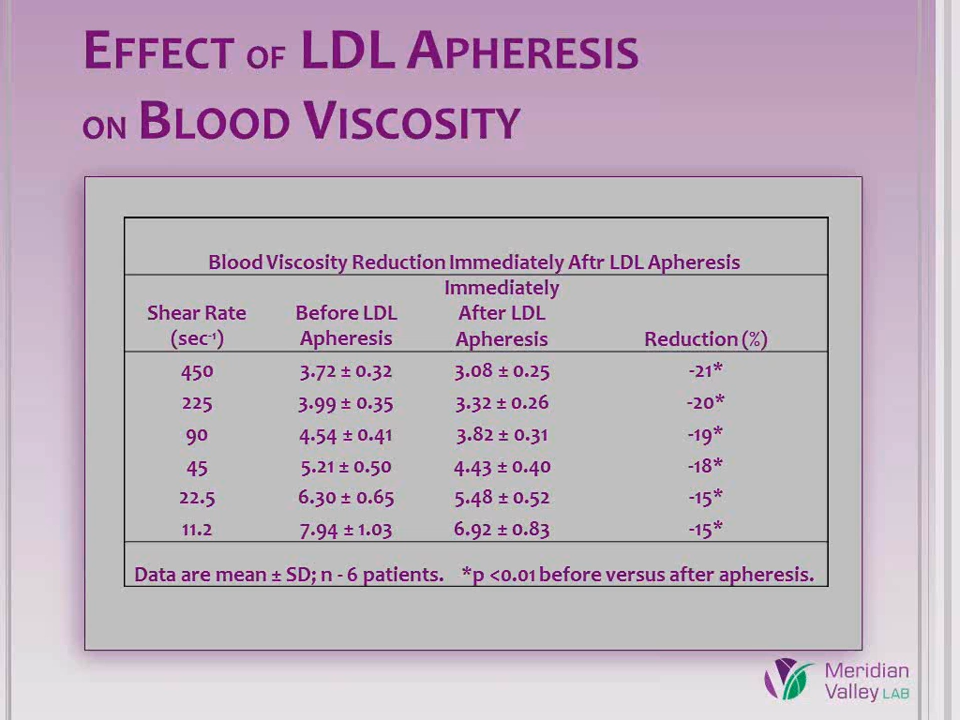 EFFECT OF LDL APHERESIS
ON BLOOD VISCOSITY
Blood Viscosity Reduction Immediately Aftr LDL Apheresis
Shear Rate (sec⁻¹) Before LDL Apheresis Immediately After LDL Apheresis Reduction (%)
450 3.72 ± 0.32 3.08 ± 0.25 -21*
225 3.99 ± 0.35 3.32 ± 0.26 -20*
90 4.54 ± 0.41 3.82 ± 0.31 -19*
45 5.21 ± 0.50 4.43 ± 0.40 -18*
22.5 6.30 ± 0.65 5.48 ± 0.52 -15*
11.2 7.94 ± 1.03 6.92 ± 0.83 -15*
Data are mean ± SD; n - 6 patients. *p <0.01 before versus after apheresis.
Meridian
Valley LAB